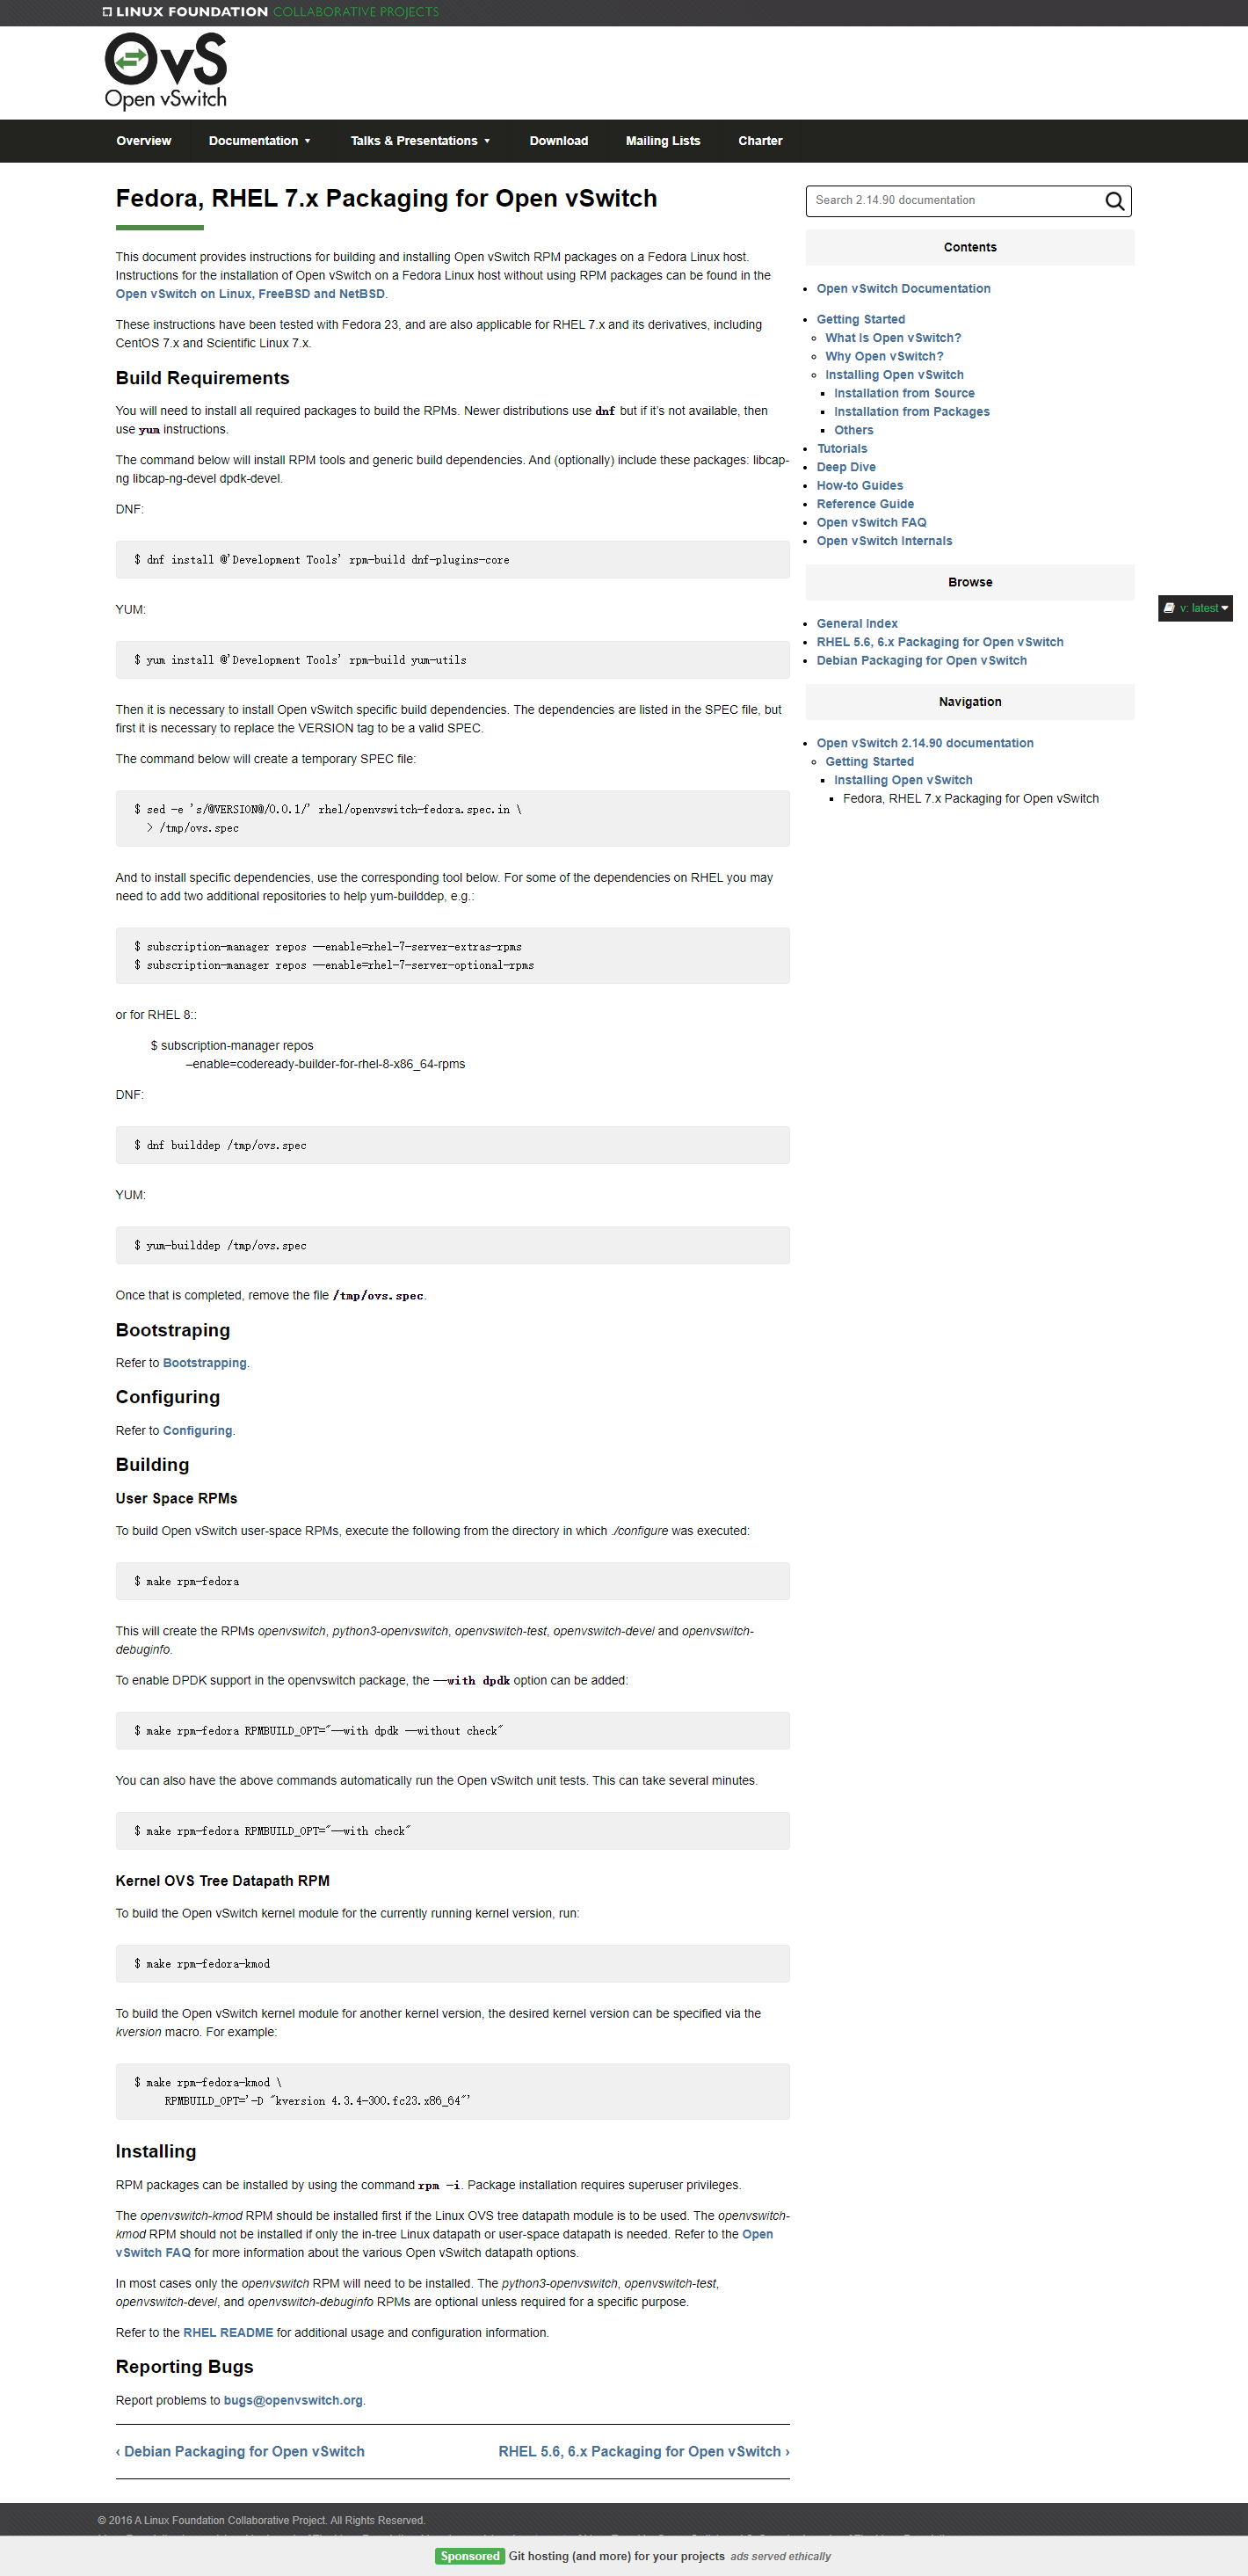 LINUX FOUNDATION COLLABORATIVE PROJECTS
OvS
Open vSwitch
Overview Documentation Talks & Presentations Download Mailing Lists Charter
Fedora, RHEL 7.x Packaging for Open vSwitch
This document provides instructions for building and installing Open vSwitch RPM packages on a Fedora Linux host.
Instructions for the installation of Open vSwitch on a Fedora Linux host without using RPM packages can be found in the
Open vSwitch on Linux, FreeBSD and NetBSD.
These instructions have been tested with Fedora 23, and are also applicable for RHEL 7.x and its derivatives, including
CentOS 7.x and Scientific Linux 7.x.
Build Requirements
You will need to install all required packages to build the RPMs. Newer distributions use dnf but if it's not available, then
use yum instructions.
The command below will install RPM tools and generic build dependencies. And (optionally) include these packages: libcap-
ng libcap-ng-devel dpdk-devel.
DNF:
$ dnf install @'Development Tools' rpm-build dnf-plugins-core
YUM:
$ yum install @'Development Tools' rpm-build yum-utils
Then it is necessary to install Open vSwitch specific build dependencies. The dependencies are listed in the SPEC file, but
first it is necessary to replace the VERSION tag to be a valid SPEC.
The command below will create a temporary SPEC file:
$ sed -e 's/@VERSION@/0.0.1/' rhel/openvswitch-fedora.spec.in \
> /tmp/ovs.spec
And to install specific dependencies, use the corresponding tool below. For some of the dependencies on RHEL you may
need to add two additional repositories to help yum-builddep, e.g.:
$ subscription-manager repos --enable=rhel-7-server-extras-rpms
$ subscription-manager repos --enable=rhel-7-server-optional-rpms
or for RHEL 8::
$ subscription-manager repos
–enable=codeready-builder-for-rhel-8-x86_64-rpms
DNF:
$ dnf builddep /tmp/ovs.spec
YUM:
$ yum-builddep /tmp/ovs.spec
Once that is completed, remove the file /tmp/ovs.spec.
Bootstraping
Refer to Bootstrapping.
Configuring
Refer to Configuring.
Building
User Space RPMs
To build Open vSwitch user-space RPMs, execute the following from the directory in which ./configure was executed:
$ make rpm-fedora
This will create the RPMs openvswitch, python3-openvswitch, openvswitch-test, openvswitch-devel and openvswitch-
debuginfo.
To enable DPDK support in the openvswitch package, the --with dpdk option can be added:
$ make rpm-fedora RPMBUILD_OPT="--with dpdk --without check"
You can also have the above commands automatically run the Open vSwitch unit tests. This can take several minutes.
$ make rpm-fedora RPMBUILD_OPT="--with check"
Kernel OVS Tree Datapath RPM
To build the Open vSwitch kernel module for the currently running kernel version, run:
$ make rpm-fedora-kmod
To build the Open vSwitch kernel module for another kernel version, the desired kernel version can be specified via the
kversion macro. For example:
$ make rpm-fedora-kmod \
RPMBUILD_OPT='-D "kversion 4.3.4-300.fc23.x86_64"'
Installing
RPM packages can be installed by using the command rpm -i. Package installation requires superuser privileges.
The openvswitch-kmod RPM should be installed first if the Linux OVS tree datapath module is to be used. The openvswitch-
kmod RPM should not be installed if only the in-tree Linux datapath or user-space datapath is needed. Refer to the Open
vSwitch FAQ for more information about the various Open vSwitch datapath options.
In most cases only the openvswitch RPM will need to be installed. The python3-openvswitch, openvswitch-test,
openvswitch-devel, and openvswitch-debuginfo RPMs are optional unless required for a specific purpose.
Refer to the RHEL README for additional usage and configuration information.
Reporting Bugs
Report problems to bugs@openvswitch.org.
‹ Debian Packaging for Open vSwitch RHEL 5.6, 6.x Packaging for Open vSwitch ›
Search 2.14.90 documentation
Contents
Open vSwitch Documentation
Getting Started
What Is Open vSwitch?
Why Open vSwitch?
Installing Open vSwitch
Installation from Source
Installation from Packages
Others
Tutorials
Deep Dive
How-to Guides
Reference Guide
Open vSwitch FAQ
Open vSwitch Internals
Browse
General Index
RHEL 5.6, 6.x Packaging for Open vSwitch
Debian Packaging for Open vSwitch
Navigation
Open vSwitch 2.14.90 documentation
Getting Started
Installing Open vSwitch
Fedora, RHEL 7.x Packaging for Open vSwitch
v: latest
© 2016 A Linux Foundation Collaborative Project. All Rights Reserved.
Sponsored Git hosting (and more) for your projects ads served ethically